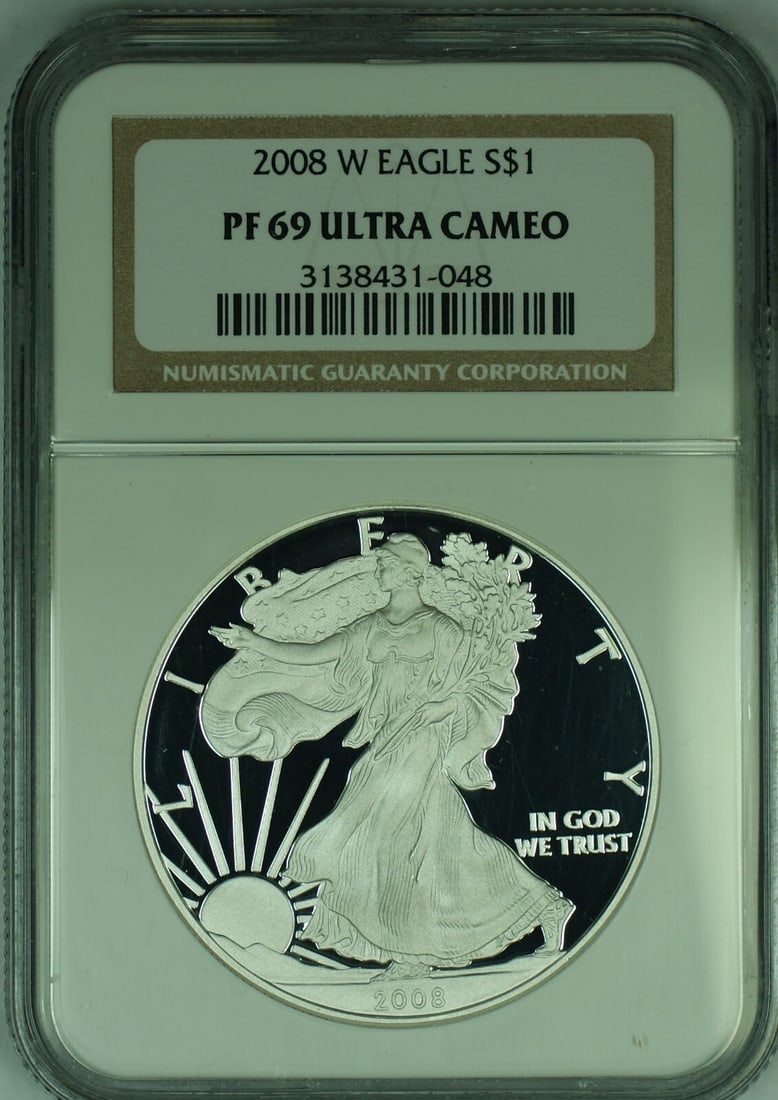 2008 W EAGLE S$1
PF 69 ULTRA CAMEO
3138431-048
NUMISMATIC GUARANTY CORPORATION
LIBERTY
IN GOD
WE TRUST
2008